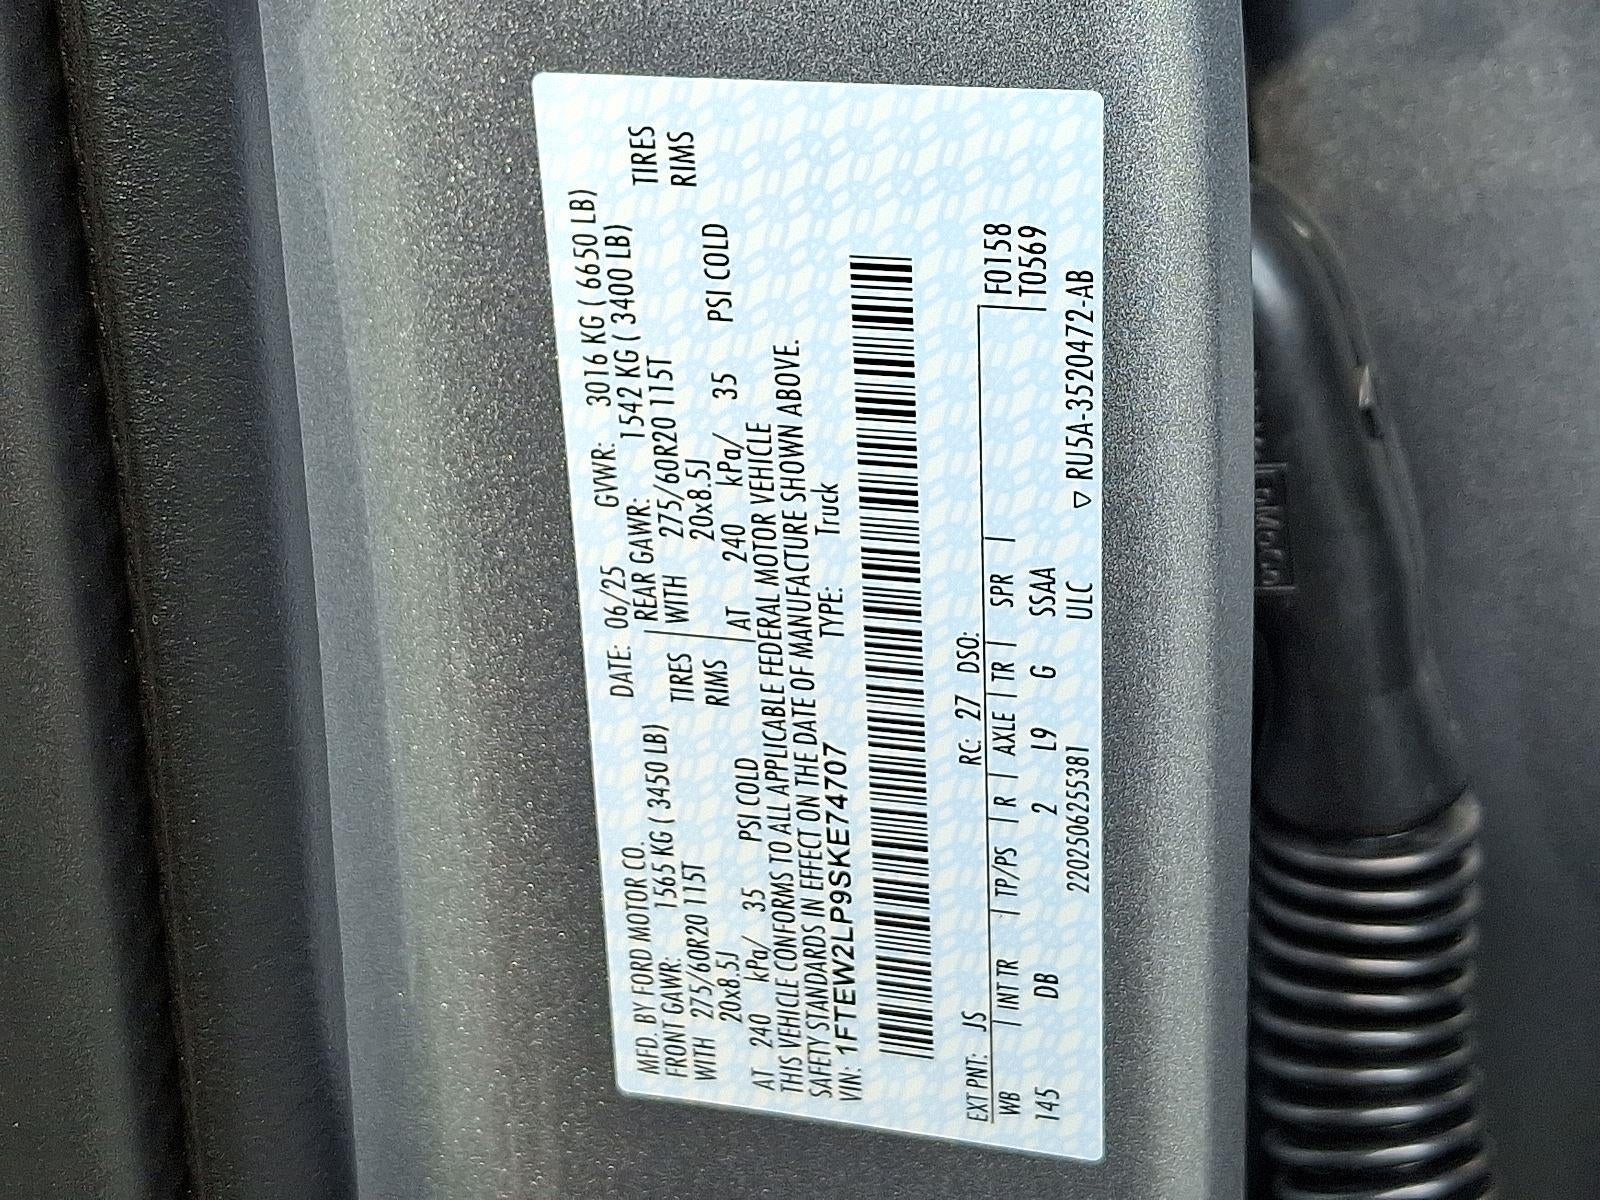 MFD. BY FORD MOTOR CO. DATE: 06/25 GVWR: 3016 KG ( 6650 LB)
FRONT GAWR: 1565 KG ( 3450 LB) REAR GAWR: 1542 KG ( 3400 LB)
WITH 275/60R20 115T TIRES WITH 275/60R20 115T TIRES
20x8.5J RIMS 20x8.5J RIMS
AT 240 kPa/ 35 PSI COLD AT 240 kPa/ 35 PSI COLD
THIS VEHICLE CONFORMS TO ALL APPLICABLE FEDERAL MOTOR VEHICLE
SAFETY STANDARDS IN EFFECT ON THE DATE OF MANUFACTURE SHOWN ABOVE.
VIN: 1FTEW2LP9SKE74707 TYPE: Truck
EXT PNT: JS RC: 27 DSO:
WB INT TR TP/PS R AXLE TR SPR F0158
145 DB 2 L9 G SSAA T0569
2202506255381 ULC ▽ RU5A-3520472-AB
FoMoCo